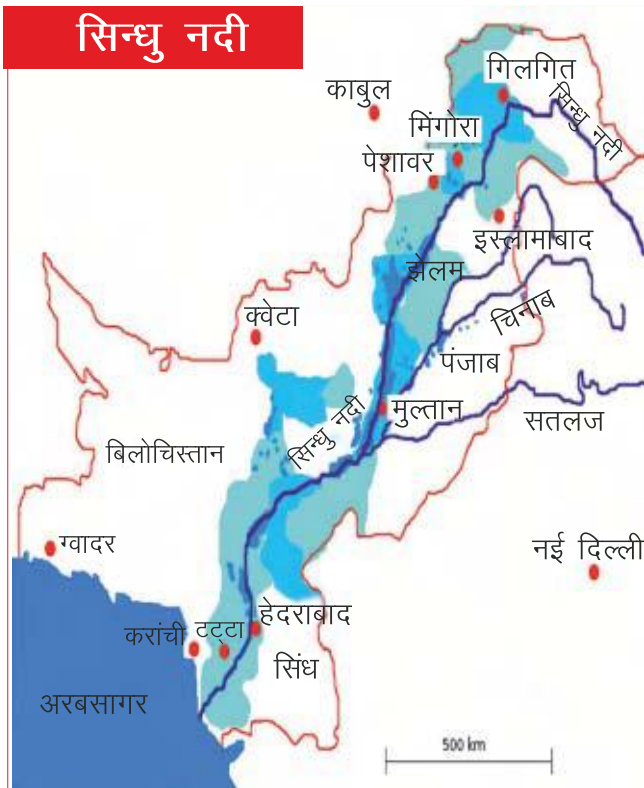 सिन्धु नदी
गिलगित
काबुल
सिन्धु नदी
मिंगोरा
पेशावर
इस्लामाबाद
झेलम
चिनाब
क्वेटा
पंजाब
मुल्तान
सतलज
सिन्धु नदी
बिलोचिस्तान
ग्वादर
नई दिल्ली
हेदराबाद
करांची
टट्टा
सिंध
अरबसागर
500 km